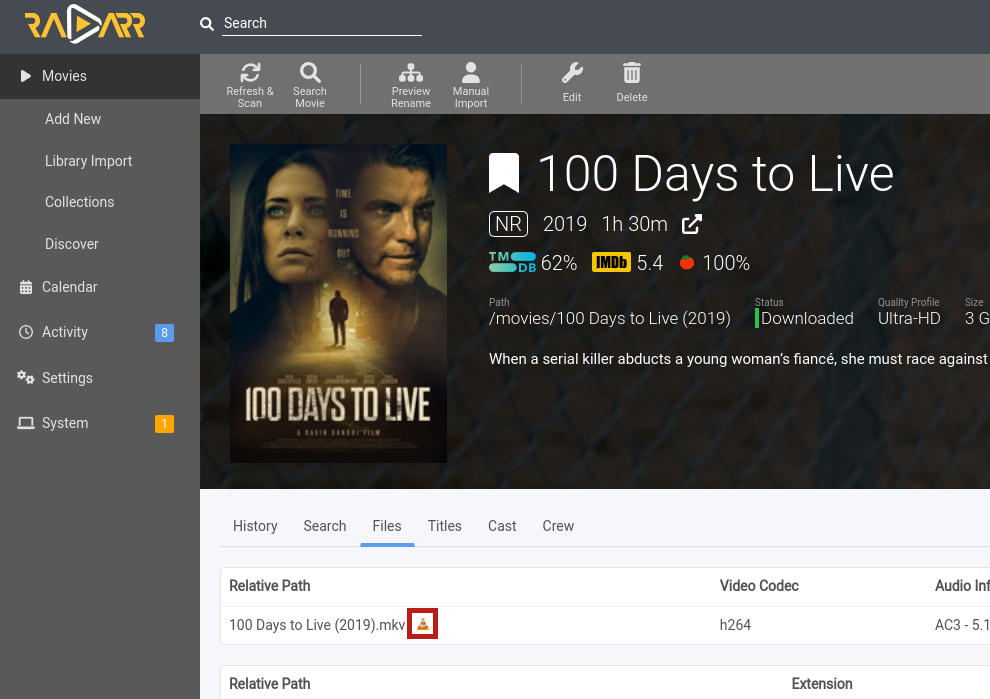 RADARR
Search
Movies
Add New
Library Import
Collections
Discover
Calendar
Activity 8
Settings
System 1
Refresh & Scan
Search Movie
Preview Rename
Manual Import
Edit
Delete
TIME
IS
RUNNING
OUT
100 DAYS TO LIVE
A RAVIN GANDHI FILM
100 Days to Live
NR 2019 1h 30m
TMDB 62% IMDb 5.4 100%
Path Status Quality Profile Size
/movies/100 Days to Live (2019) Downloaded Ultra-HD 3 G
When a serial killer abducts a young woman's fiancé, she must race against
History Search Files Titles Cast Crew
Relative Path Video Codec Audio Inf
100 Days to Live (2019).mkv h264 AC3 - 5.1
Relative Path Extension